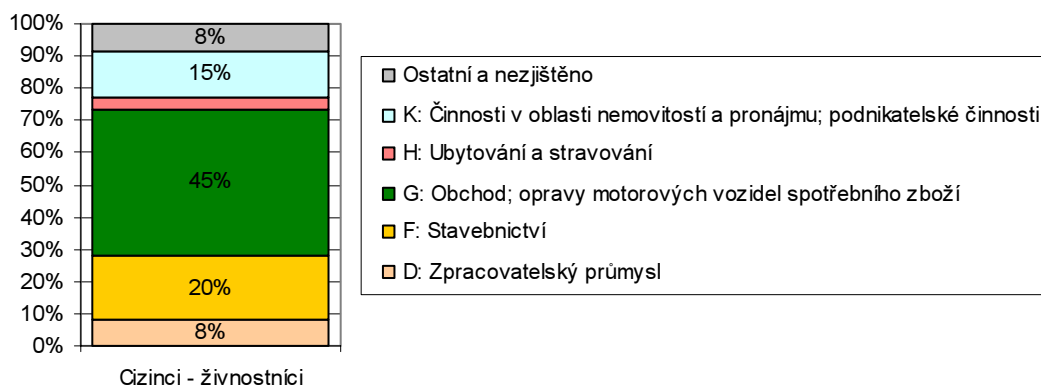 100%
90%
80%
70%
60%
50%
40%
30%
20%
10%
0%
8%
15%
45%
20%
8%
Cizinci - živnostníci
Ostatní a nezjištěno
K: Činnosti v oblasti nemovitostí a pronájmu; podnikatelské činnosti
H: Ubytování a stravování
G: Obchod; opravy motorových vozidel spotřebního zboží
F: Stavebnictví
D: Zpracovatelský průmysl